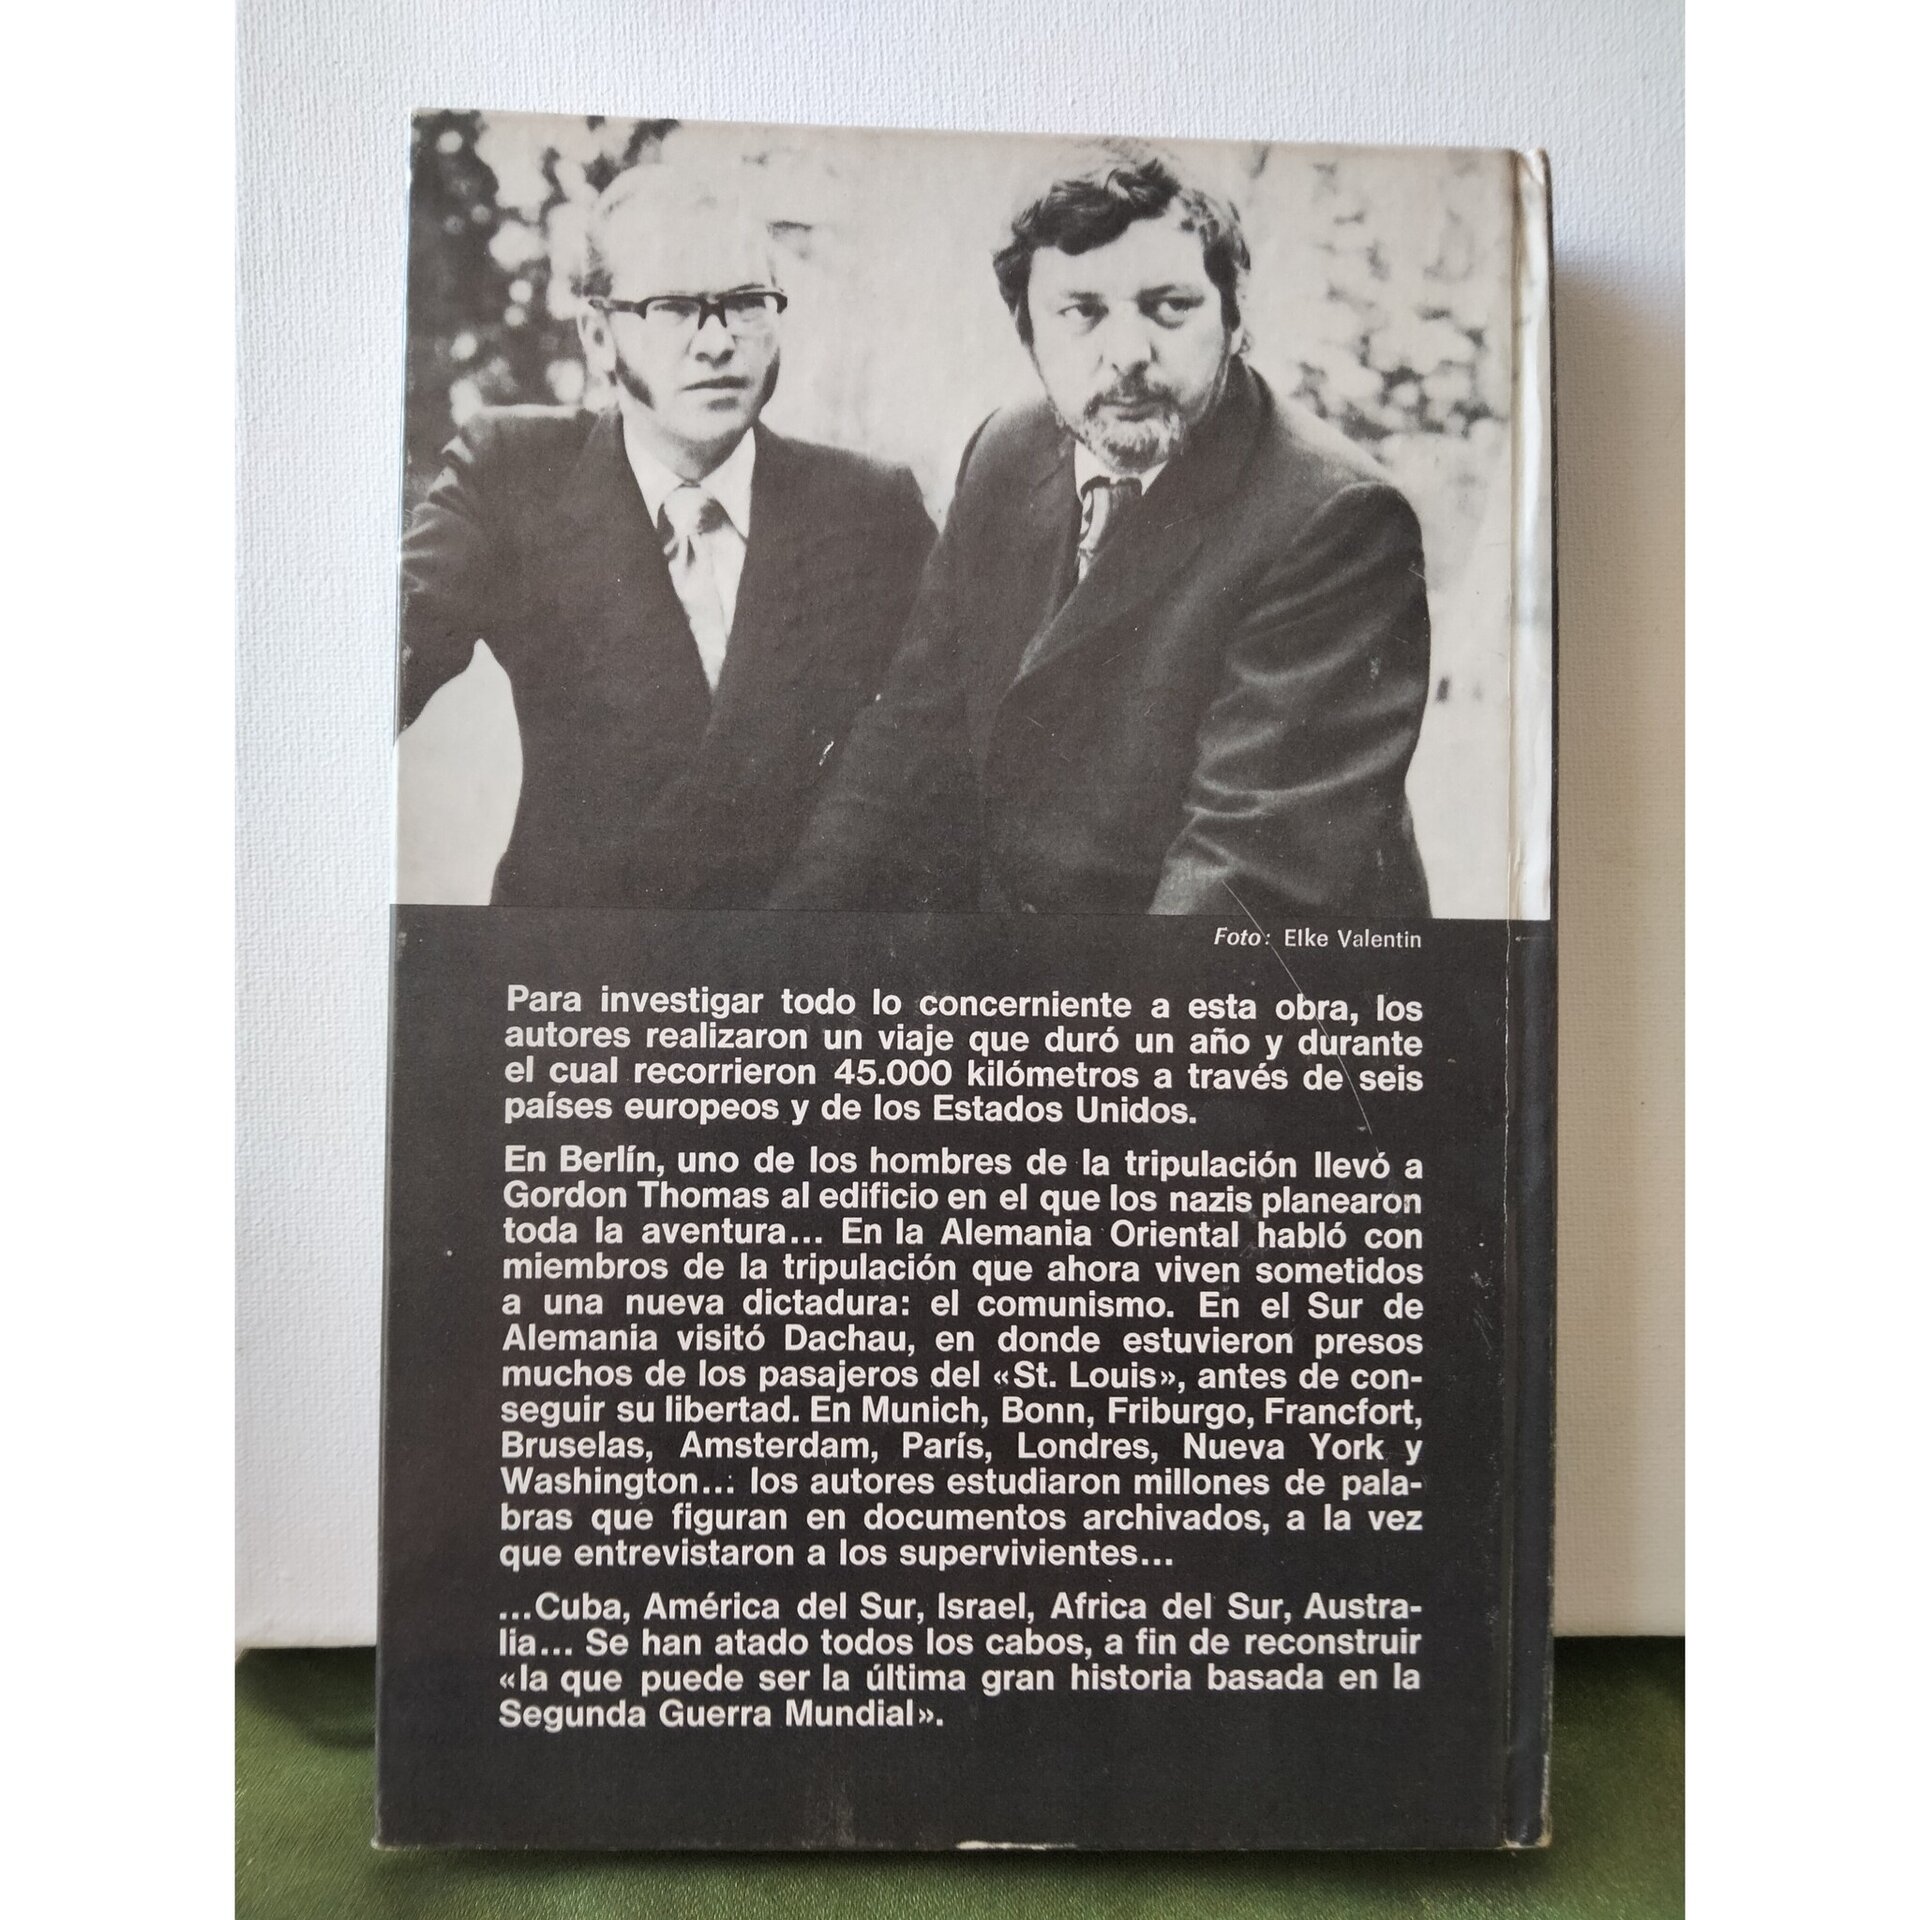 Foto: Elke Valentin
Para investigar todo lo concerniente a esta obra, los
autores realizaron un viaje que duró un año y durante
el cual recorrieron 45.000 kilómetros a través de seis
países europeos y de los Estados Unidos.
En Berlín, uno de los hombres de la tripulación llevó a
Gordon Thomas al edificio en el que los nazis planearon
toda la aventura... En la Alemania Oriental habló con
miembros de la tripulación que ahora viven sometidos
a una nueva dictadura: el comunismo. En el Sur de
Alemania visitó Dachau, en donde estuvieron presos
muchos de los pasajeros del «St. Louis», antes de con-
seguir su libertad. En Munich, Bonn, Friburgo, Francfort,
Bruselas, Amsterdam, París, Londres, Nueva York y
Washington... los autores estudiaron millones de pala-
bras que figuran en documentos archivados, a la vez
que entrevistaron a los supervivientes...
...Cuba, América del Sur, Israel, Africa del Sur, Austra-
lia... Se han atado todos los cabos, a fin de reconstruir
«la que puede ser la última gran historia basada en la
Segunda Guerra Mundial».